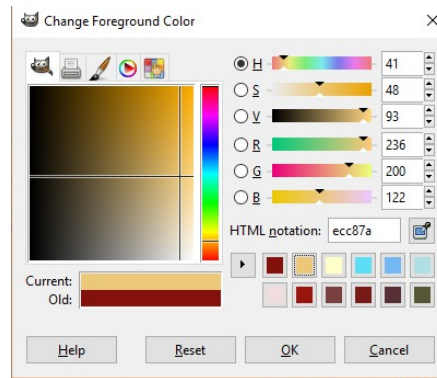 Change Foreground Color
H 41
S 48
V 93
R 236
G 200
B 122
HTML notation: ecc87a
Current:
Old:
Help Reset OK Cancel